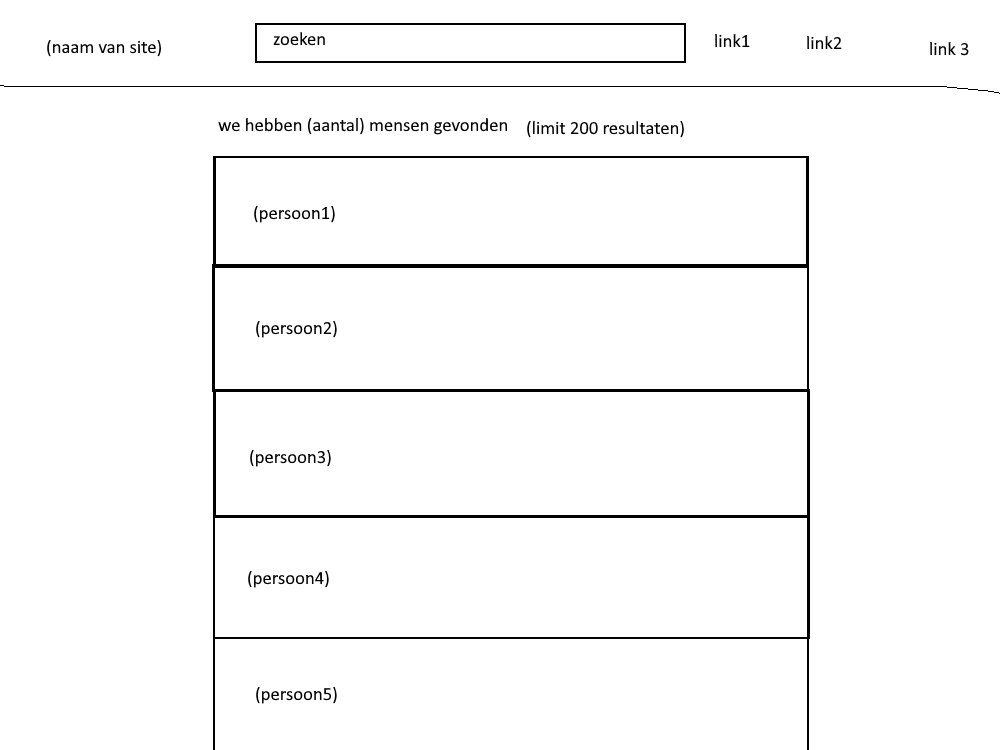 (naam van site) zoeken link1 link2 link 3
we hebben (aantal) mensen gevonden (limit 200 resultaten)
(persoon1)
(persoon2)
(persoon3)
(persoon4)
(persoon5)